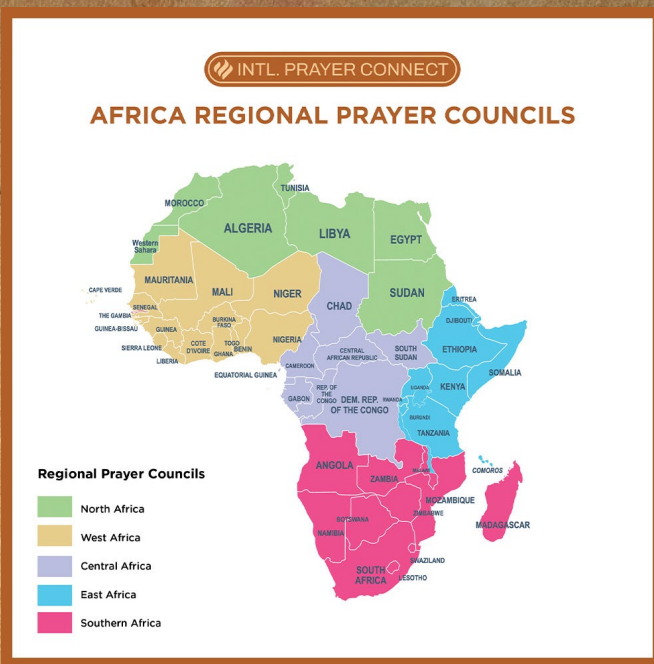 INTL. PRAYER CONNECT
AFRICA REGIONAL PRAYER COUNCILS
TUNISIA
MOROCCO
ALGERIA
LIBYA
EGYPT
Western
Sahara
MAURITANIA
MALI
NIGER
CHAD
SUDAN
ERITREA
CAPE VERDE
SENEGAL
THE GAMBIA
GUINEA-BISSAU
GUINEA
BURKINA
FASO
DJIBOUTI
SIERRA LEONE
LIBERIA
COTE
D'IVOIRE
GHANA
TOGO
BENIN
NIGERIA
CENTRAL
AFRICAN REPUBLIC
SOUTH
SUDAN
ETHIOPIA
SOMALIA
EQUATORIAL GUINEA
CAMEROON
GABON
REP. OF
THE
CONGO
DEM. REP.
OF THE CONGO
RWANDA
UGANDA
KENYA
BURUNDI
TANZANIA
COMOROS
ANGOLA
ZAMBIA
MALAWI
MOZAMBIQUE
ZIMBABWE
MADAGASCAR
BOTSWANA
NAMIBIA
SWAZILAND
SOUTH
AFRICA
LESOTHO
Regional Prayer Councils
North Africa
West Africa
Central Africa
East Africa
Southern Africa